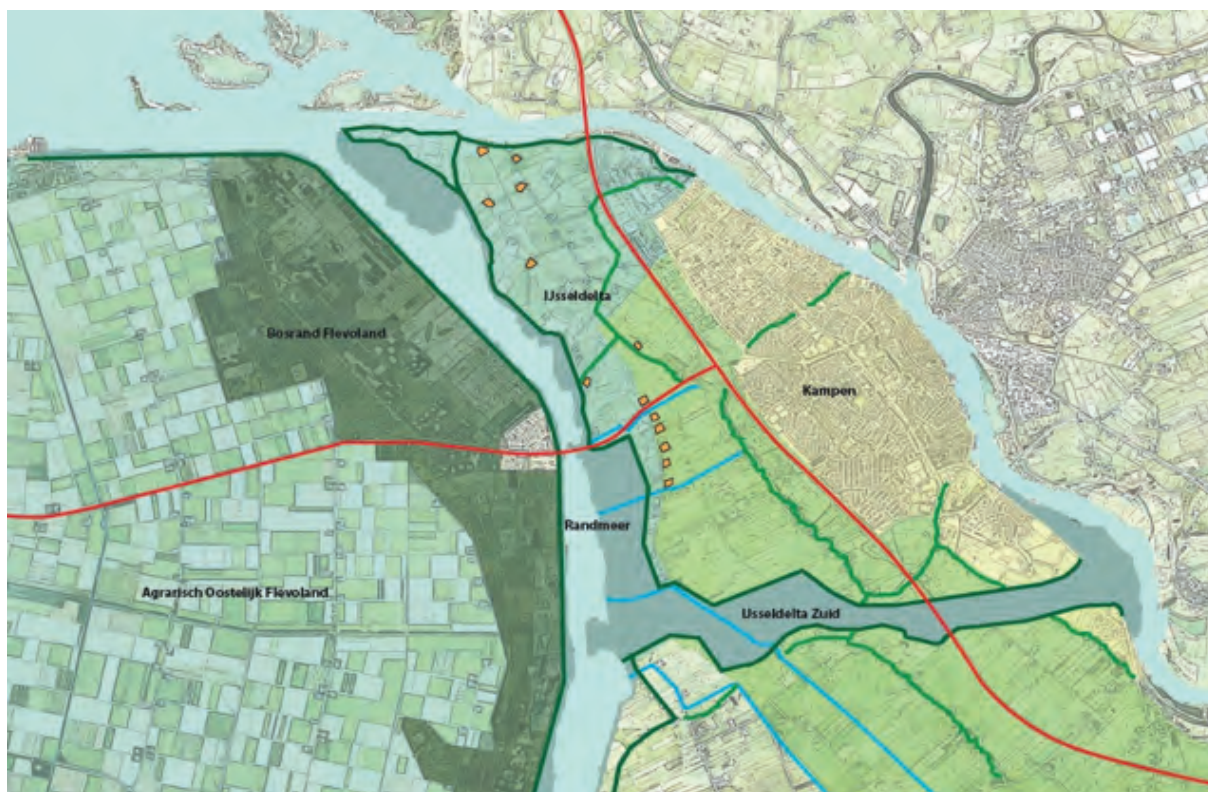 IJsseldelta
Bosrand Flevoland
Kampen
Randmeer
Agrarisch Oostelijk Flevoland
IJsseldelta Zuid